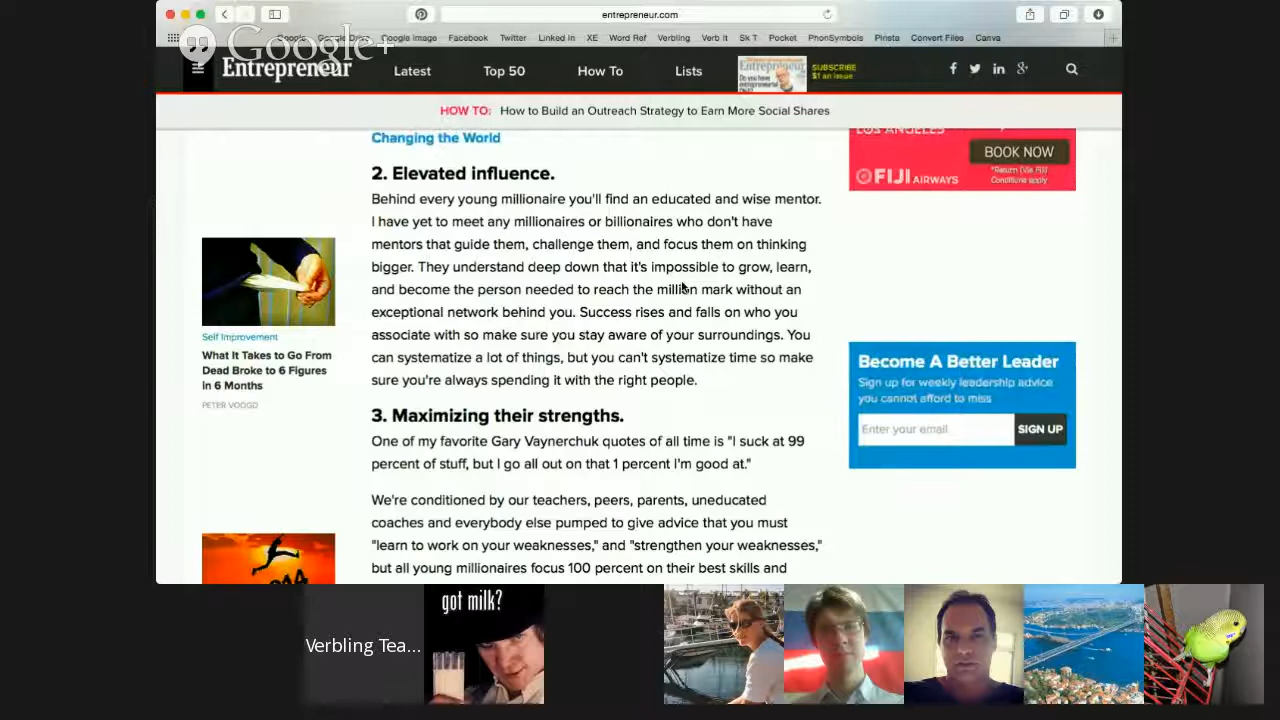 entrepreneur.com
Google Google Drive Google Image Facebook Twitter Linked In XE Word Ref Verbling Verb It Sk T Pocket PhonSymbols Pinsta Convert Files Canva
Google+
Entrepreneur
Latest Top 50 How To Lists
Entrepreneur
SUBSCRIBE
$1 an issue
HOW TO: How to Build an Outreach Strategy to Earn More Social Shares
Changing the World
2. Elevated influence.
Behind every young millionaire you'll find an educated and wise mentor.
I have yet to meet any millionaires or billionaires who don't have
mentors that guide them, challenge them, and focus them on thinking
bigger. They understand deep down that it's impossible to grow, learn,
and become the person needed to reach the million mark without an
exceptional network behind you. Success rises and falls on who you
associate with so make sure you stay aware of your surroundings. You
can systematize a lot of things, but you can't systematize time so make
sure you're always spending it with the right people.
3. Maximizing their strengths.
One of my favorite Gary Vaynerchuk quotes of all time is "I suck at 99
percent of stuff, but I go all out on that 1 percent I'm good at."
We're conditioned by our teachers, peers, parents, uneducated
coaches and everybody else pumped to give advice that you must
"learn to work on your weaknesses," and "strengthen your weaknesses,"
but all young millionaires focus 100 percent on their best skills and
Self Improvement
What It Takes to Go From
Dead Broke to 6 Figures
in 6 Months
PETER VOOGD
LOS ANGELES
BOOK NOW
FIJI AIRWAYS
*Return (Via Fiji)
Conditions apply
Become A Better Leader
Sign up for weekly leadership advice
you cannot afford to miss
Enter your email SIGN UP
Verbling Tea...
got milk?